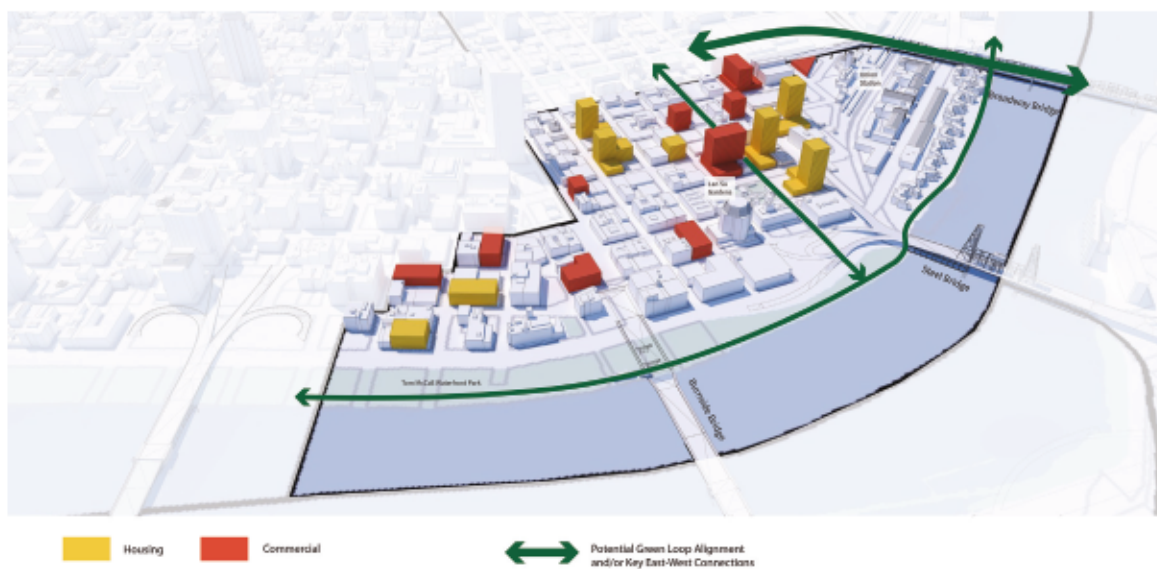 Union
Station
Broadway Bridge
Lan Su
Gardens
Steel Bridge
Tom McCall Waterfront Park
Burnside Bridge
Housing
Commercial
Potential Green Loop Alignment
and/or Key East-West Connections